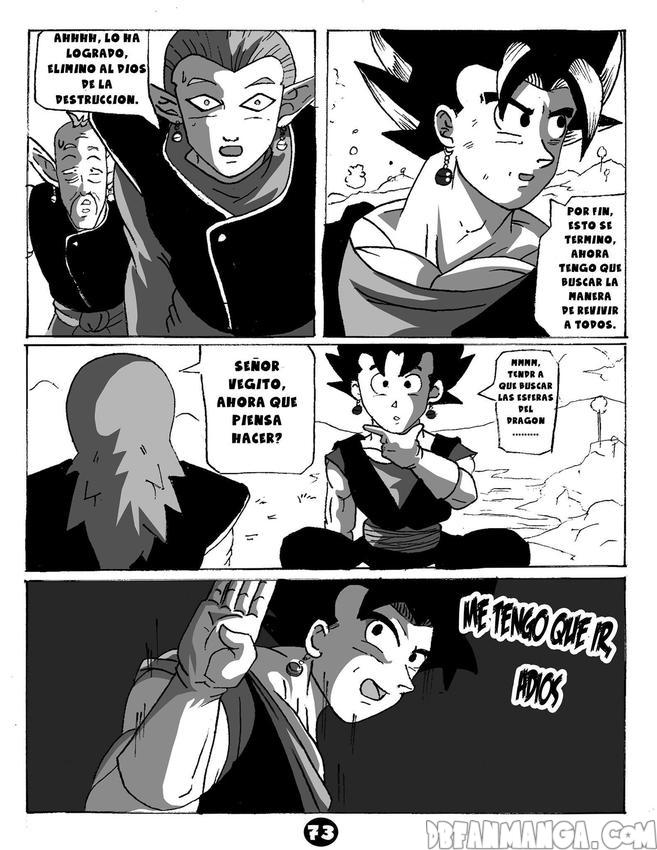 AHHHH, LO HA
LOGRADO,
ELIMINO AL DIOS
DE LA
DESTRUCCION.
POR FIN,
ESTO SE
TERMINO,
AHORA
TENGO QUE
BUSCAR LA
MANERA
DE REVIVIR
A TODOS.
SEÑOR
VEGITO,
AHORA QUE
PIENSA
HACER?
MMMM,
TENDR A
QUE BUSCAR
LAS ESFERAS
DEL
DRAGON
.........
ME TENGO QUE IR,
ADIOS
73
DBFANMANGA.COM